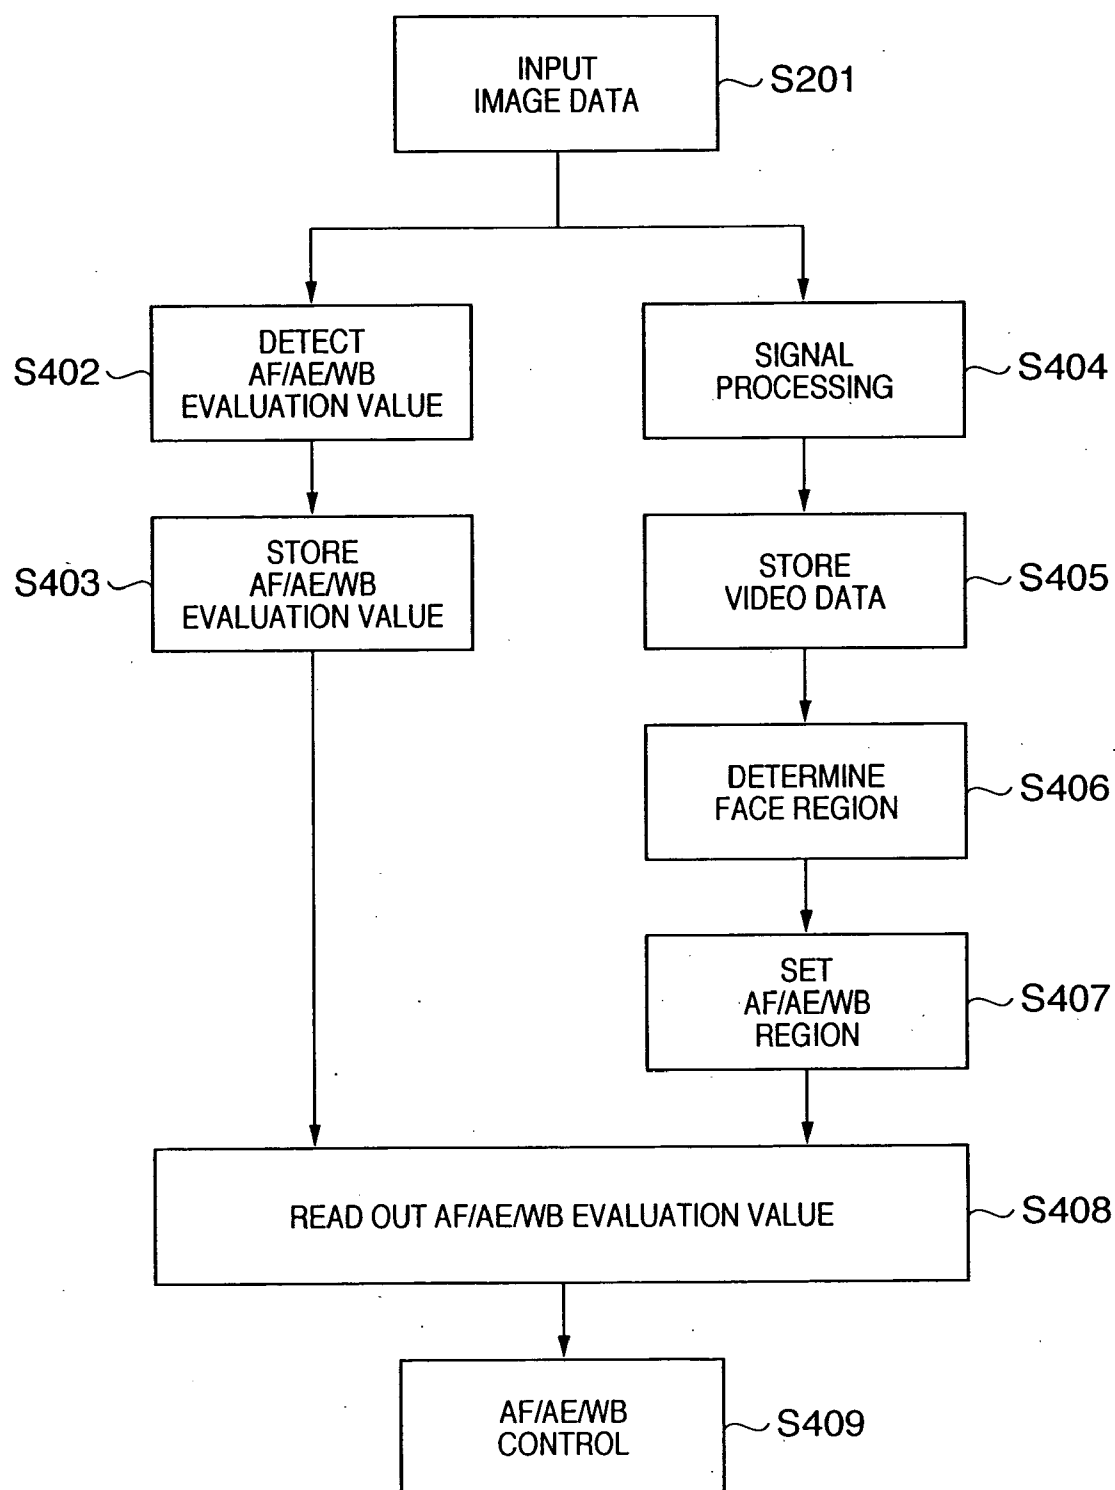 INPUT
IMAGE DATA
S201
DETECT
AF/AE/WB
EVALUATION VALUE
S402
SIGNAL
PROCESSING
S404
STORE
AF/AE/WB
EVALUATION VALUE
S403
STORE
VIDEO DATA
S405
DETERMINE
FACE REGION
S406
SET
AF/AE/WB
REGION
S407
READ OUT AF/AE/WB EVALUATION VALUE
S408
AF/AE/WB
CONTROL
S409